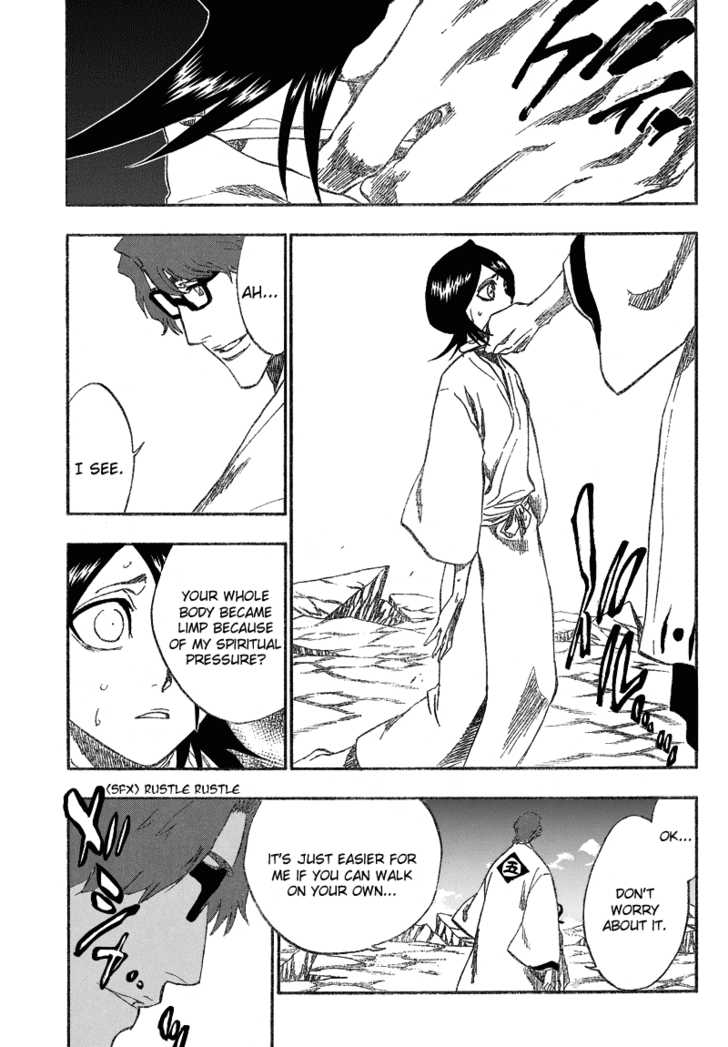 AH...
I SEE.
YOUR WHOLE
BODY BECAME
LIMP BECAUSE
OF MY SPIRITUAL
PRESSURE?
(SFX) RUSTLE RUSTLE
OK...
DON'T
WORRY
ABOUT IT.
五
IT'S JUST EASIER FOR
ME IF YOU CAN WALK
ON YOUR OWN...